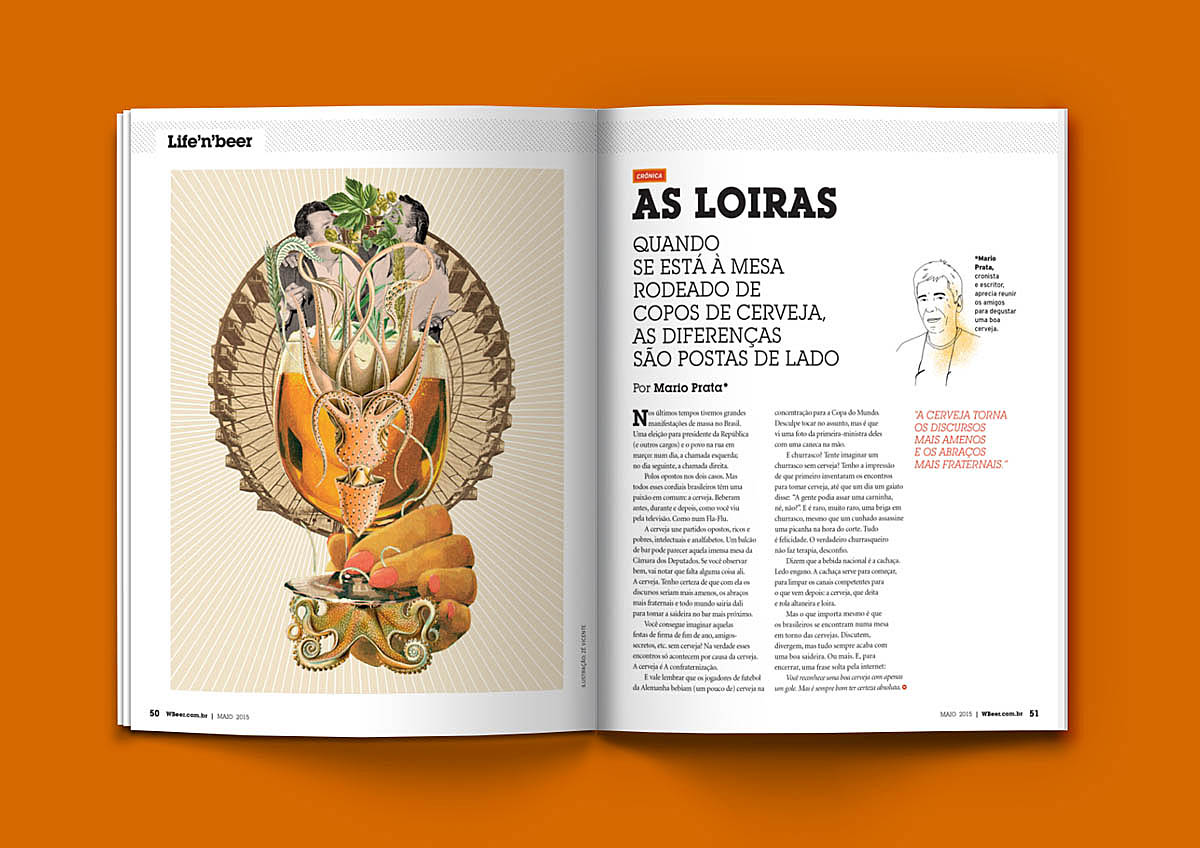 Life'n'beer
ILUSTRAÇÃO: ZÉ VICENTE
50 WBeer.com.br | MAIO 2015
CRÔNICA
AS LOIRAS
QUANDO
SE ESTÁ À MESA
RODEADO DE
COPOS DE CERVEJA,
AS DIFERENÇAS
SÃO POSTAS DE LADO
Por Mario Prata*
*Mario
Prata,
cronista
e escritor,
aprecia reunir
os amigos
para degustar
uma boa
cerveja.
Nos últimos tempos tivemos grandes
manifestações de massa no Brasil.
Uma eleição para presidente da República
(e outros cargos) e o povo na rua em
março: num dia, a chamada esquerda;
no dia seguinte, a chamada direita.
Polos opostos nos dois casos. Mas
todos esses cordiais brasileiros têm uma
paixão em comum: a cerveja. Beberam
antes, durante e depois, como você viu
pela televisão. Como num Fla-Flu.
A cerveja une partidos opostos, ricos e
pobres, intelectuais e analfabetos. Um balcão
de bar pode parecer aquela imensa mesa da
Câmara dos Deputados. Se você observar
bem, vai notar que falta alguma coisa ali.
A cerveja. Tenho certeza de que com ela os
discursos seriam mais amenos, os abraços
mais fraternais e todo mundo sairia dali
para tomar a saideira no bar mais próximo.
Você consegue imaginar aquelas
festas de firma de fim de ano, amigos-
secretos, etc. sem cerveja? Na verdade esses
encontros só acontecem por causa da cerveja.
A cerveja é A confraternização.
E vale lembrar que os jogadores de futebol
da Alemanha bebiam (um pouco de) cerveja na
concentração para a Copa do Mundo.
Desculpe tocar no assunto, mas é que
vi uma foto da primeira-ministra deles
com uma caneca na mão.
E churrasco? Tente imaginar um
churrasco sem cerveja! Tenho a impressão
de que primeiro inventaram os encontros
para tomar cerveja, até que um dia um gaiato
disse: "A gente podia assar uma carninha,
né, não?". E é raro, muito raro, uma briga em
churrasco, mesmo que um cunhado assassine
uma picanha na hora do corte. Tudo
é felicidade. O verdadeiro churrasqueiro
não faz terapia, desconfio.
Dizem que a bebida nacional é a cachaça.
Ledo engano. A cachaça serve para começar,
para limpar os canais competentes para
o que vem depois: a cerveja, que deita
e rola altaneira e loira.
Mas o que importa mesmo é que
os brasileiros se encontram numa mesa
em torno das cervejas. Discutem,
divergem, mas tudo sempre acaba com
uma boa saideira. Ou mais. E, para
encerrar, uma frase solta pela internet:
Você reconhece uma boa cerveja com apenas
um gole. Mas é sempre bom ter certeza absoluta.
"A CERVEJA TORNA
OS DISCURSOS
MAIS AMENOS
E OS ABRAÇOS
MAIS FRATERNAIS."
MAIO 2015 | WBeer.com.br 51